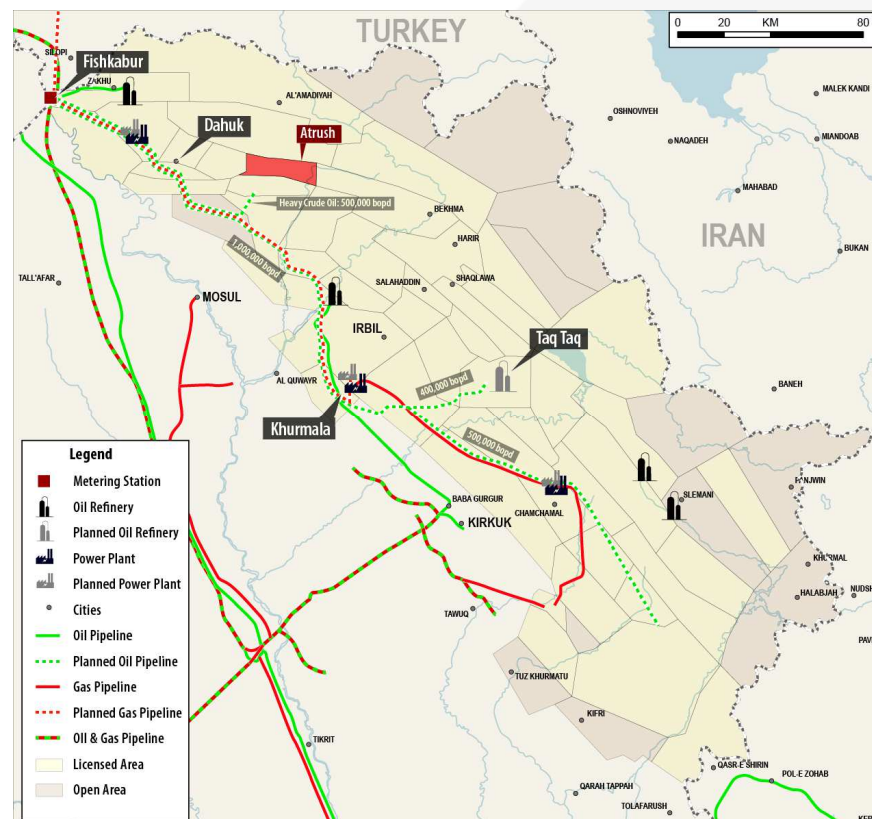 TURKEY
0 20 KM 80
SILOPI
Fishkabur
ZAKHU
AL'AMADIYAH
MALEK KANDI
OSHNOVIYEH
MIANDOAB
NAQADEH
Dahuk
Atrush
MAHABAD
Heavy Crude Oil: 500,000 bopd
BEKHMA
IRAN
HARIR
BUKAN
1,000,000 bopd
TALL'AFAR
MOSUL
SALAHADDIN
SHAQLAWA
IRBIL
Taq Taq
AL QUWAYR
400,000 bopd
BANEH
Khurmala
500,000 bopd
Legend
Metering Station
Oil Refinery
Planned Oil Refinery
Power Plant
Planned Power Plant
Cities
Oil Pipeline
Planned Oil Pipeline
Gas Pipeline
Planned Gas Pipeline
Oil & Gas Pipeline
Licensed Area
Open Area
SLEMANI
BABA GURGUR
CHAMCHAMAL
KIRKUK
KHURMAL
HALABJAH
NUDSH
TAWUQ
PAV
TUZ KHURMATU
KIFRI
TIKRIT
QASR-E SHIRIN
POL-E ZOHAB
QARAH TAPPAH
TOLAFARUSH